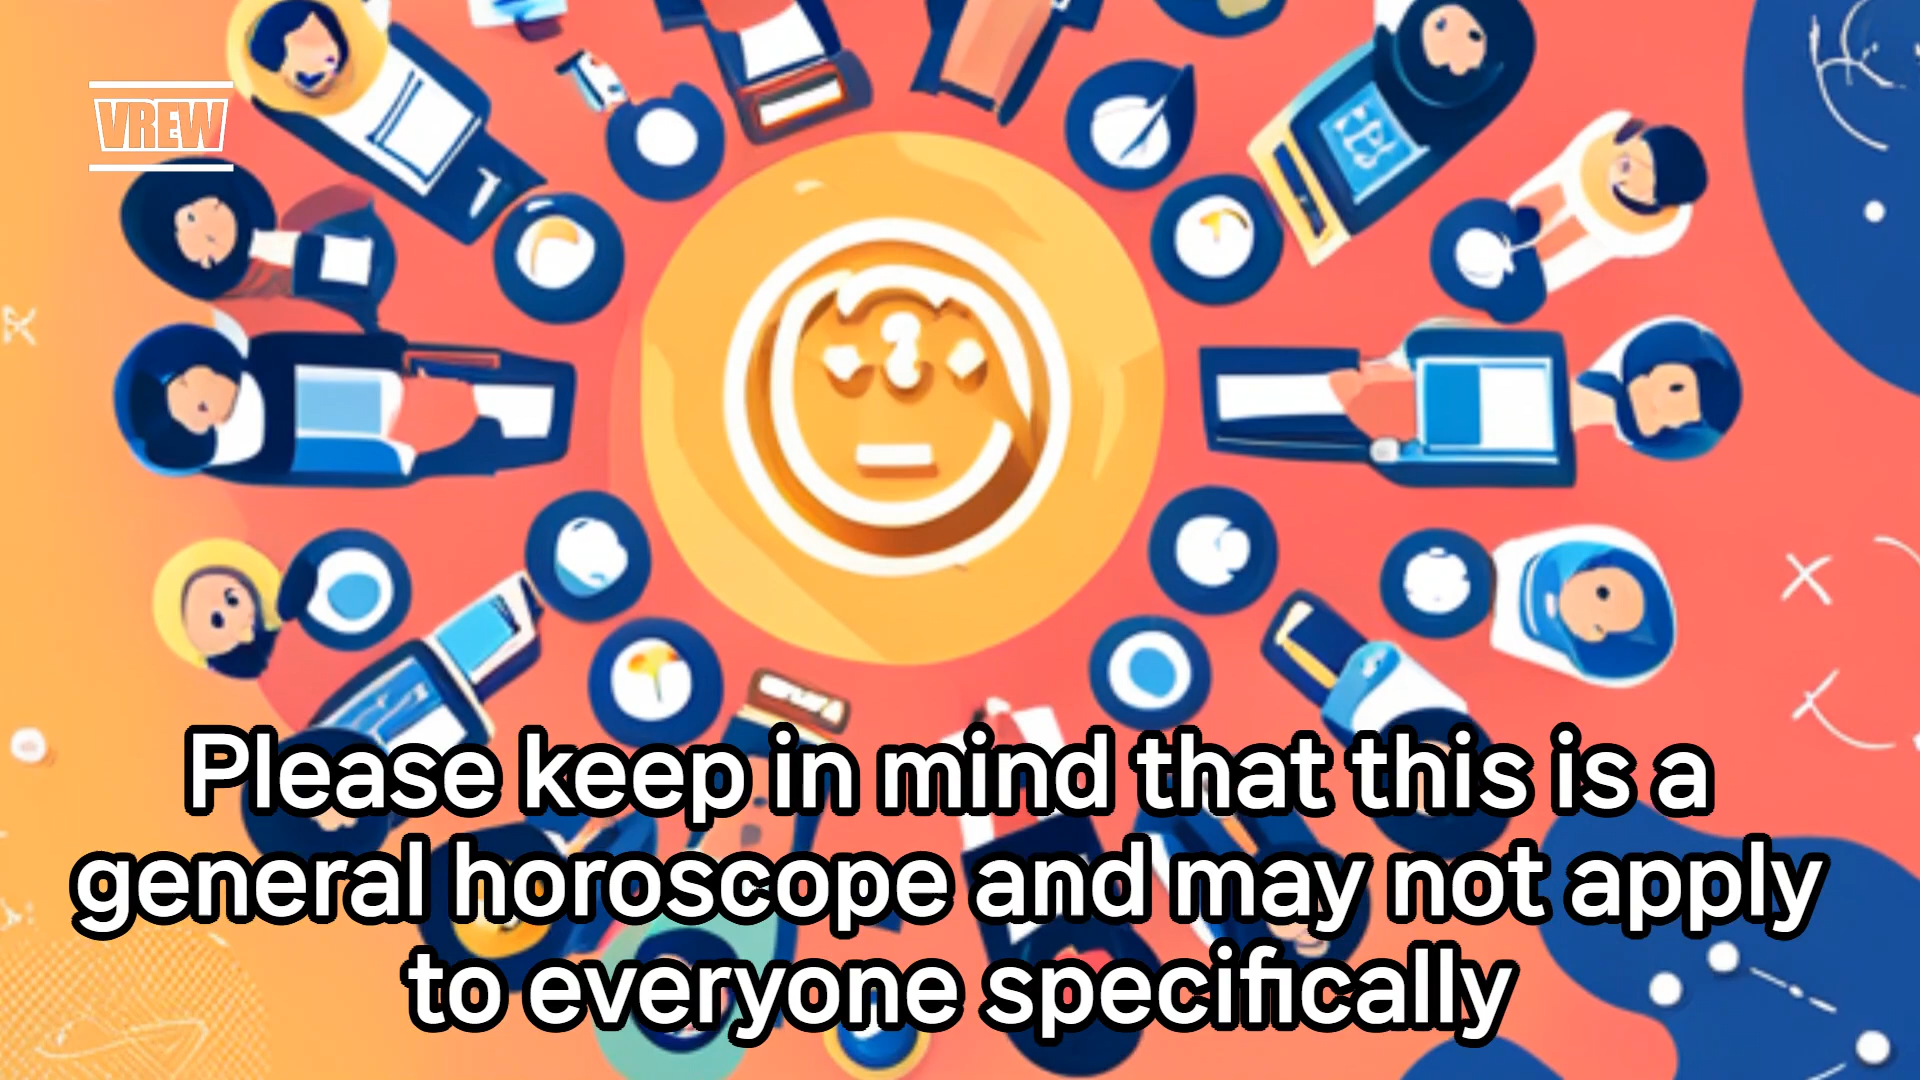 VREW
Please keep in mind that this is a
general horoscope and may not apply
to everyone specifically